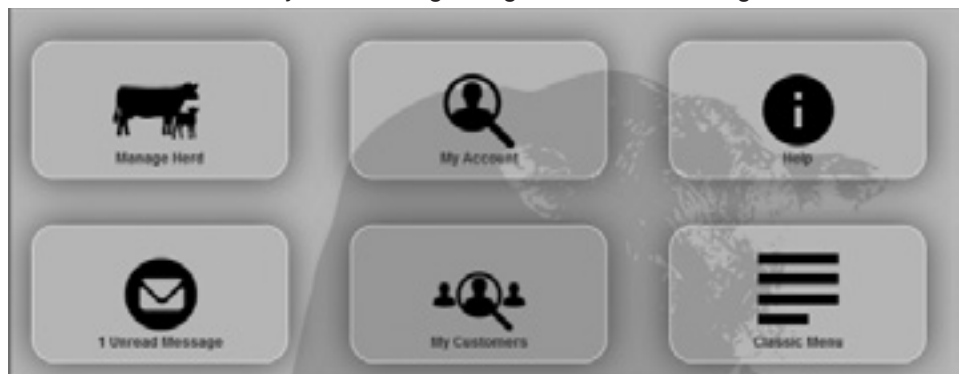 Manage Herd
My Account
Help
1 Unread Message
My Customers
Classic Menu